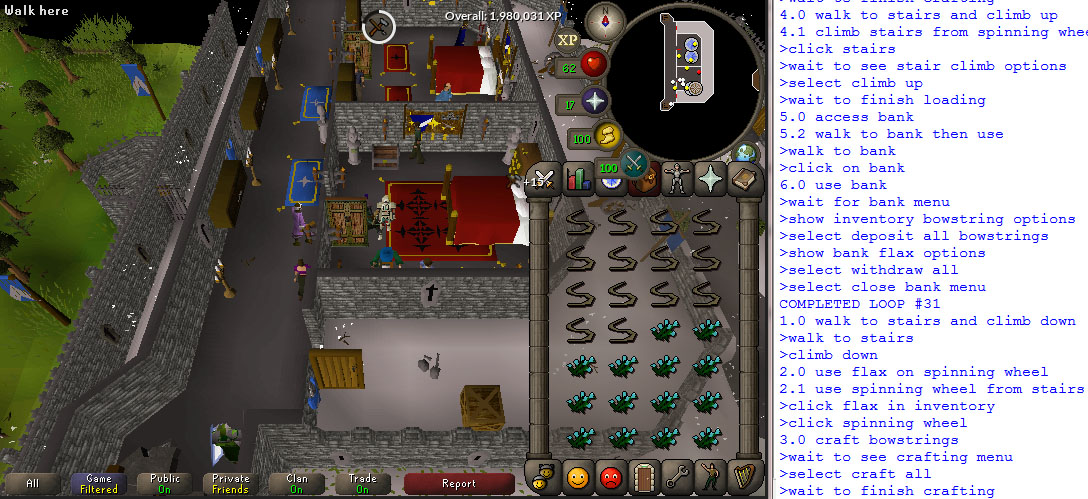 Walk here
Overall: 1,980,031 XP
XP
62
17
100
100
All
Game
Filtered
Public
On
Private
Friends
Clan
On
Trade
On
Report
4.0 walk to stairs and climb up
4.1 climb stairs from spinning whe
>click stairs
>wait to see stair climb options
>select climb up
>wait to finish loading
5.0 access bank
5.2 walk to bank then use
>walk to bank
>click on bank
6.0 use bank
>wait for bank menu
>show inventory bowstring options
>select deposit all bowstrings
>show bank flax options
>select withdraw all
>select close bank menu
COMPLETED LOOP #31
1.0 walk to stairs and climb down
>walk to stairs
>climb down
2.0 use flax on spinning wheel
2.1 use spinning wheel from stairs
>click flax in inventory
>click spinning wheel
3.0 craft bowstrings
>wait to see crafting menu
>select craft all
>wait to finish crafting